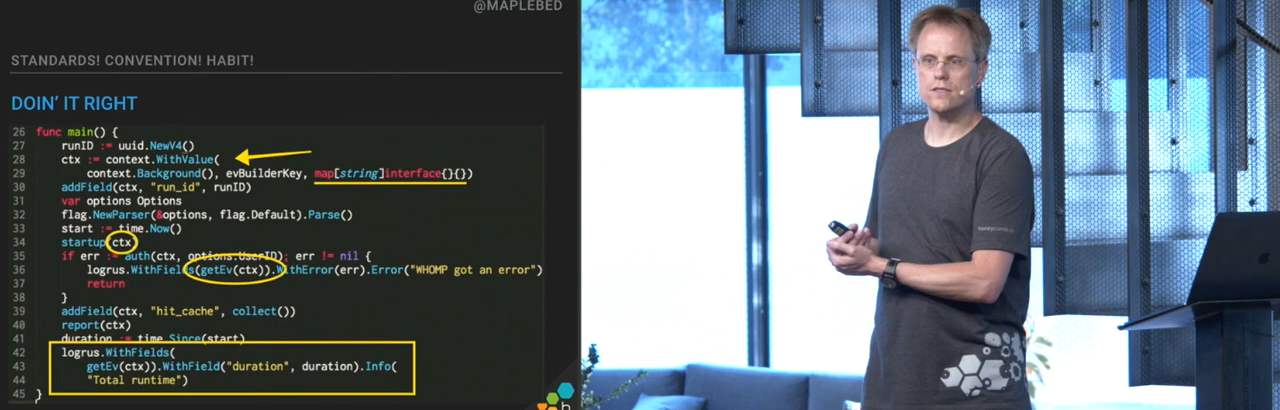 @MAPLEBED
STANDARDS! CONVENTION! HABIT!
DOIN' IT RIGHT
26 func main() {
27 runID := uuid.NewV4()
28 ctx := context.WithValue(
29 context.Background(), evBuilderKey, map[string]interface{}{})
30 addField(ctx, "run_id", runID)
31 var options Options
32 flag.NewParser(&options, flag.Default).Parse()
33 start := time.Now()
34 startup(ctx)
35 if err := auth(ctx, options.UserID); err != nil {
36 logrus.WithFields(getEv(ctx)).WithError(err).Error("WHOMP got an error")
37 return
38 }
39 addField(ctx, "hit_cache", collect())
40 report(ctx)
41 duration := time.Since(start)
42 logrus.WithFields(
43 getEv(ctx)).WithField("duration", duration).Info(
44 "Total runtime")
45 }
h